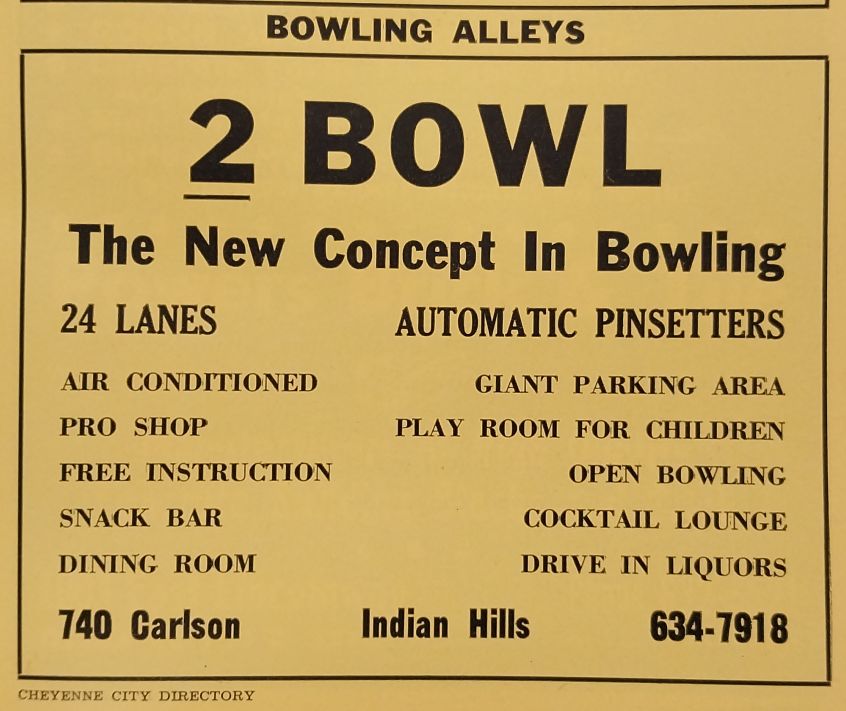 BOWLING ALLEYS
2 BOWL
The New Concept In Bowling
24 LANES AUTOMATIC PINSETTERS
AIR CONDITIONED GIANT PARKING AREA
PRO SHOP PLAY ROOM FOR CHILDREN
FREE INSTRUCTION OPEN BOWLING
SNACK BAR COCKTAIL LOUNGE
DINING ROOM DRIVE IN LIQUORS
740 Carlson Indian Hills 634-7918
CHEYENNE CITY DIRECTORY